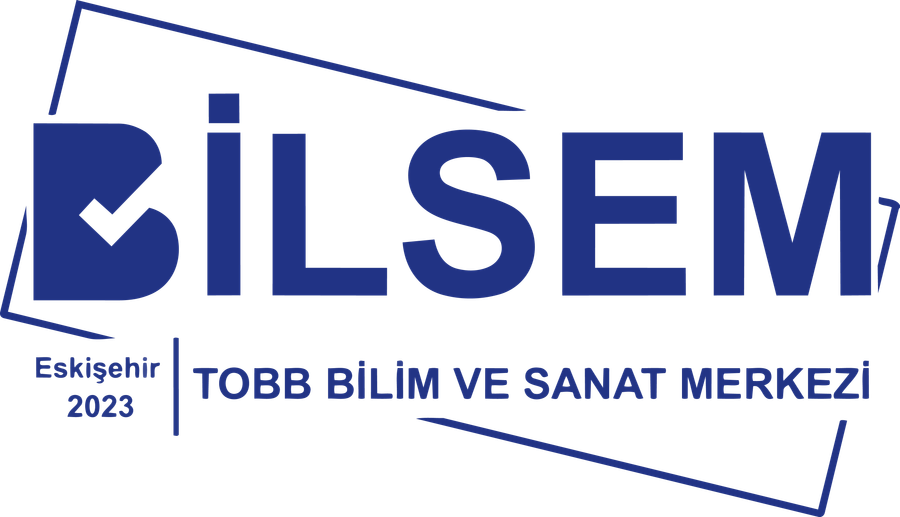 BİLSEM
Eskişehir
2023
TOBB BİLİM VE SANAT MERKEZİ